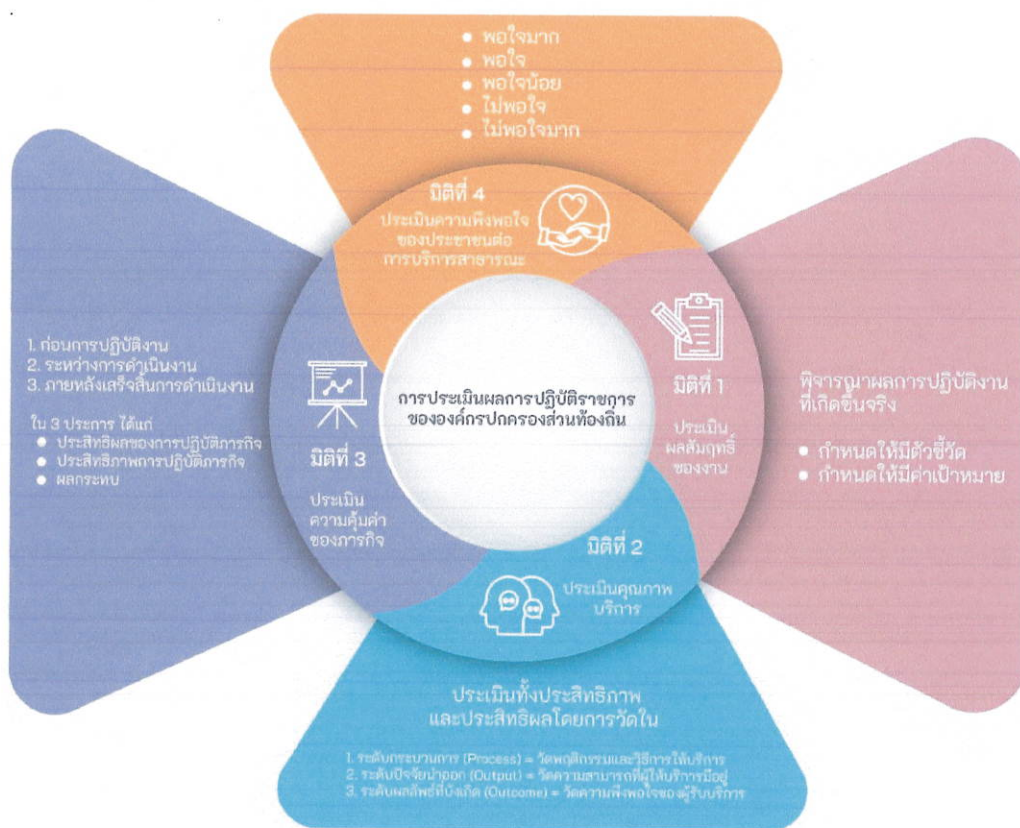 พอใจมาก
พอใจ
พอใจน้อย
ไม่พอใจ
ไม่พอใจมาก
มิติที่ 4
ประเมินความพึงพอใจ
ของประชาชนต่อ
การบริการสาธารณะ
การประเมินผลการปฏิบัติราชการ
ขององค์กรปกครองส่วนท้องถิ่น
มิติที่ 1
ประเมิน
ผลสัมฤทธิ์
ของงาน
พิจารณาผลการปฏิบัติงาน
ที่เกิดขึ้นจริง
กำหนดให้มีตัวชี้วัด
กำหนดให้มีค่าเป้าหมาย
มิติที่ 2
ประเมินคุณภาพ
บริการ
ประเมินทั้งประสิทธิภาพ
และประสิทธิผลโดยการวัดใน
1. ระดับกระบวนการ (Process) = วัดพฤติกรรมและวิธีการให้บริการ
2. ระดับปัจจัยนำออก (Output) = วัดความสามารถที่ผู้ให้บริการมีอยู่
3. ระดับผลลัพธ์ที่บังเกิด (Outcome) = วัดความพึงพอใจของผู้รับบริการ
มิติที่ 3
ประเมิน
ความคุ้มค่า
ของภารกิจ
1. ก่อนการปฏิบัติงาน
2. ระหว่างการดำเนินงาน
3. ภายหลังเสร็จสิ้นการดำเนินงาน
ใน 3 ประการ ได้แก่
ประสิทธิผลของการปฏิบัติภารกิจ
ประสิทธิภาพการปฏิบัติภารกิจ
ผลกระทบ